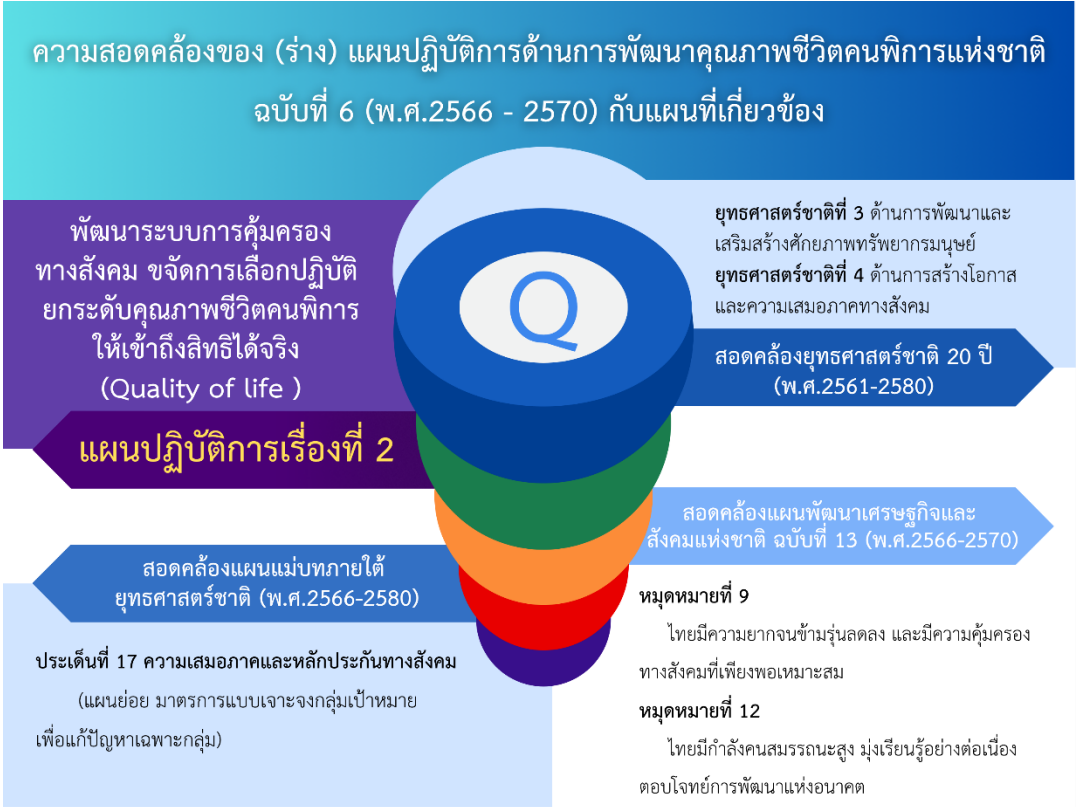 ความสอดคล้องของ (ร่าง) แผนปฏิบัติการด้านการพัฒนาคุณภาพชีวิตคนพิการแห่งชาติ
ฉบับที่ 6 (พ.ศ.2566 - 2570) กับแผนที่เกี่ยวข้อง
พัฒนาระบบการคุ้มครอง
ทางสังคม ขจัดการเลือกปฏิบัติ
ยกระดับคุณภาพชีวิตคนพิการ
ให้เข้าถึงสิทธิได้จริง
(Quality of life )
แผนปฏิบัติการเรื่องที่ 2
Q
ยุทธศาสตร์ชาติที่ 3 ด้านการพัฒนาและ
เสริมสร้างศักยภาพทรัพยากรมนุษย์
ยุทธศาสตร์ชาติที่ 4 ด้านการสร้างโอกาส
และความเสมอภาคทางสังคม
สอดคล้องยุทธศาสตร์ชาติ 20 ปี
(พ.ศ.2561-2580)
สอดคล้องแผนพัฒนาเศรษฐกิจและ
สังคมแห่งชาติ ฉบับที่ 13 (พ.ศ.2566-2570)
หมุดหมายที่ 9
ไทยมีความยากจนข้ามรุ่นลดลง และมีความคุ้มครอง
ทางสังคมที่เพียงพอเหมาะสม
หมุดหมายที่ 12
ไทยมีกำลังคนสมรรถนะสูง มุ่งเรียนรู้อย่างต่อเนื่อง
ตอบโจทย์การพัฒนาแห่งอนาคต
สอดคล้องแผนแม่บทภายใต้
ยุทธศาสตร์ชาติ (พ.ศ.2566-2580)
ประเด็นที่ 17 ความเสมอภาคและหลักประกันทางสังคม
(แผนย่อย มาตรการแบบเจาะจงกลุ่มเป้าหมาย
เพื่อแก้ปัญหาเฉพาะกลุ่ม)